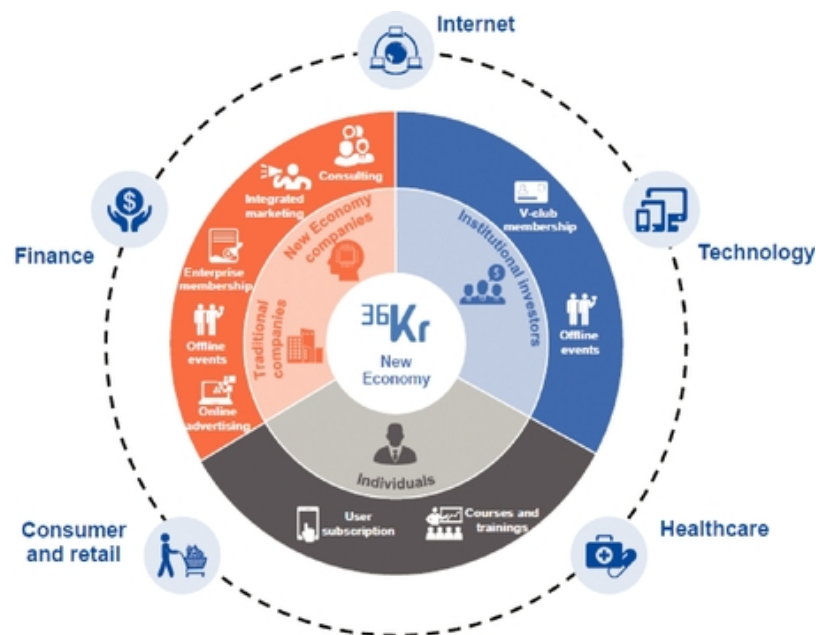 Internet
Technology
Healthcare
Consumer
and retail
Finance
Consulting
Integrated
marketing
Enterprise
membership
Offline
events
Online
advertising
New Economy
companies
Traditional
companies
V-club
membership
Offline
events
Institutional investors
36Kr
New
Economy
Individuals
User
subscription
Courses and
trainings